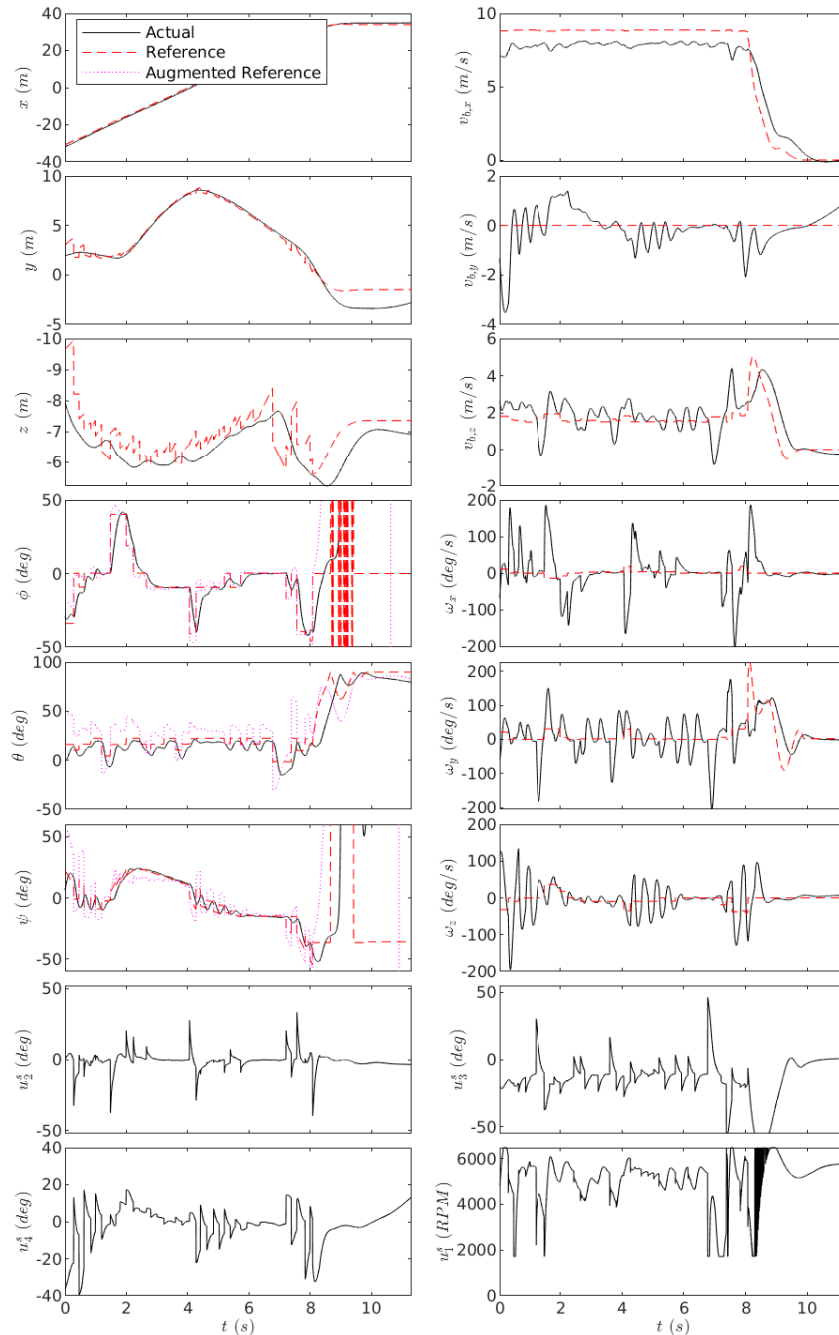 Actual
Reference
Augmented Reference
40
20
0
-20
-40
x (m)
10
5
0
v_{b,x} (m/s)
10
5
0
-5
y (m)
2
0
-2
-4
v_{b,y} (m/s)
-10
-9
-8
-7
-6
z (m)
6
4
2
0
-2
v_{b,z} (m/s)
50
0
-50
ϕ (deg)
200
100
0
-100
-200
ω_x (deg/s)
100
50
0
-50
θ (deg)
200
100
0
-100
-200
ω_y (deg/s)
50
0
-50
ψ (deg)
200
100
0
-100
-200
ω_z (deg/s)
50
0
-50
u_2^s (deg)
50
0
-50
u_3^s (deg)
40
20
0
-20
-40
u_4^s (deg)
6000
4000
2000
0
u_1^s (RPM)
0 2 4 6 8 10
t (s)
0 2 4 6 8 10
t (s)